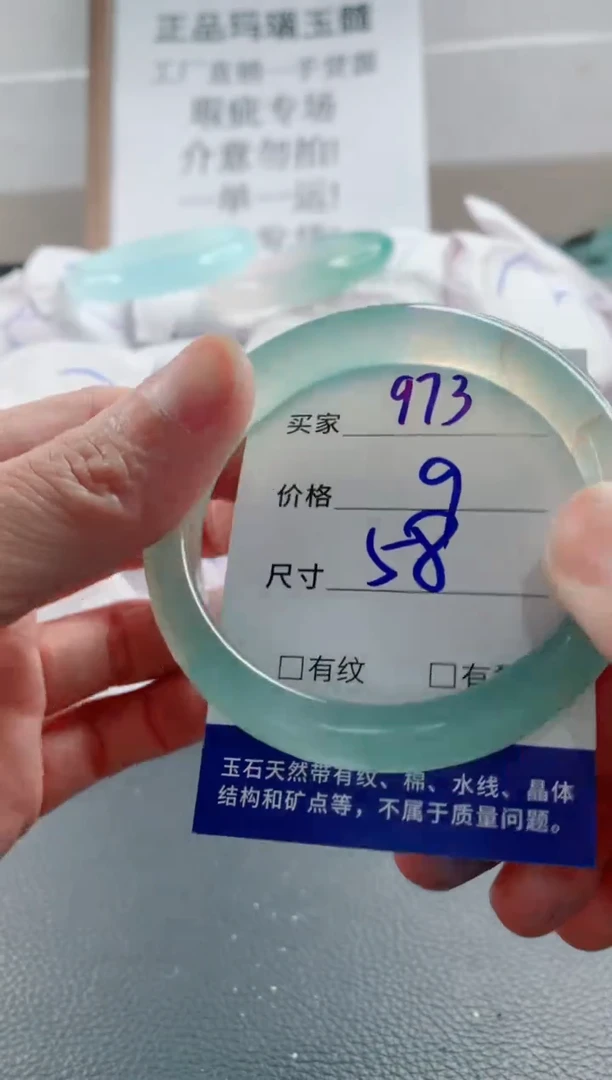 正品玛瑙玉髓
工厂直销一手货源
瑕疵专场
介意勿拍!
一单一运!
买家 973
价格 9
尺寸 58
□有纹 □有
玉石天然带有纹、棉、水线、晶体
结构和矿点等，不属于质量问题。